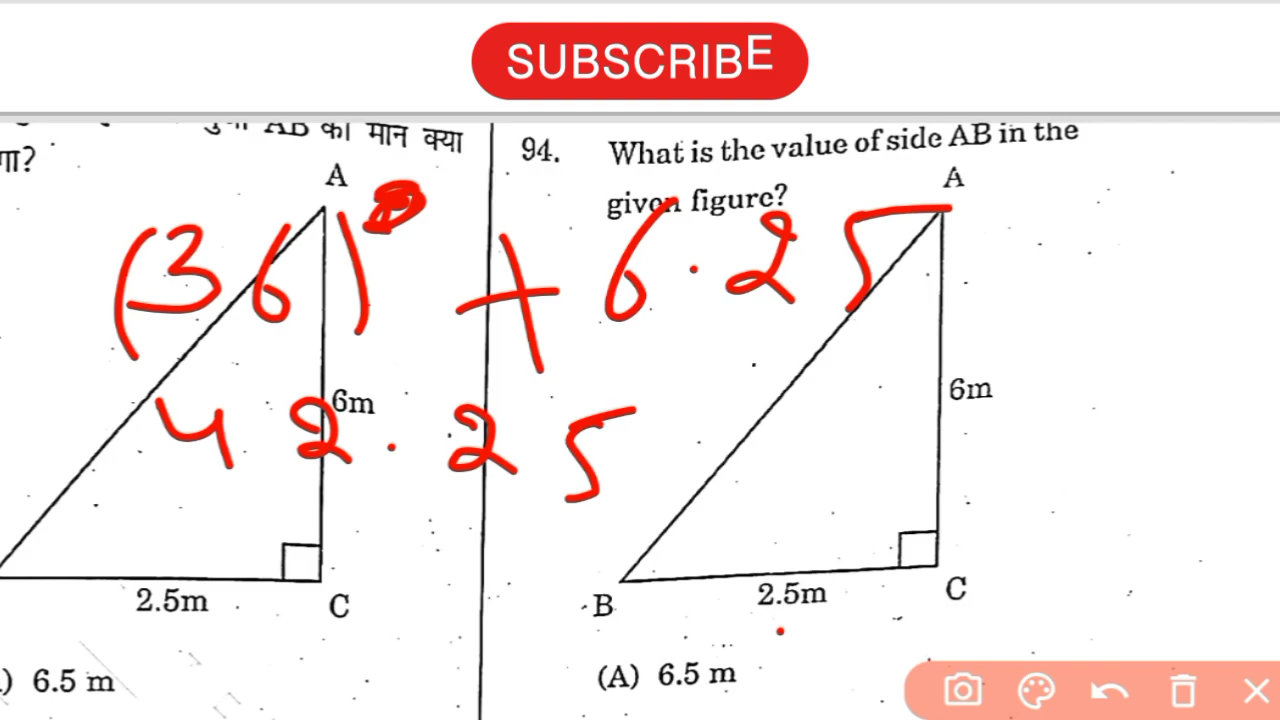 SUBSCRIBE
AB का मान क्या
94. What is the value of side AB in the
गा?
given figure?
A
A
(36) + 6.25
6m
6m
42.25
2.5m
C
B
2.5m
C
) 6.5 m
(A) 6.5 m